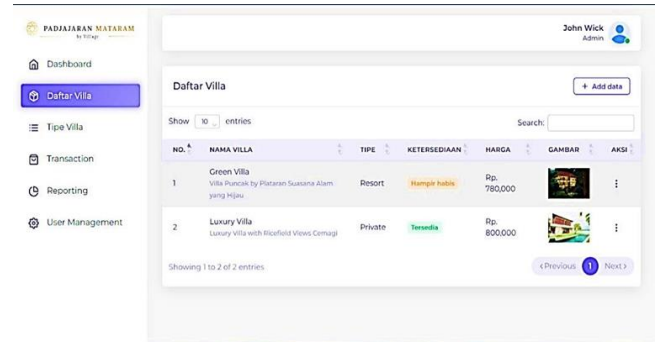 PADJAJARAN MATARAM
by Village
John Wick
Admin
Dashboard
Daftar Villa
Tipe Villa
Transaction
Reporting
User Management
Daftar Villa
+ Add data
Show 10 entries
Search:
NO. NAMA VILLA TIPE KETERSEDIAAN HARGA GAMBAR AKSI
1 Green Villa Resort Hampir habis Rp. 780,000
Villa Puncak by Plataran Suasana Alam
yang Hijau
2 Luxury Villa Private Tersedia Rp. 800,000
Luxury Villa with Ricefield Views Cemagi
Showing 1 to 2 of 2 entries
‹Previous 1 Next›